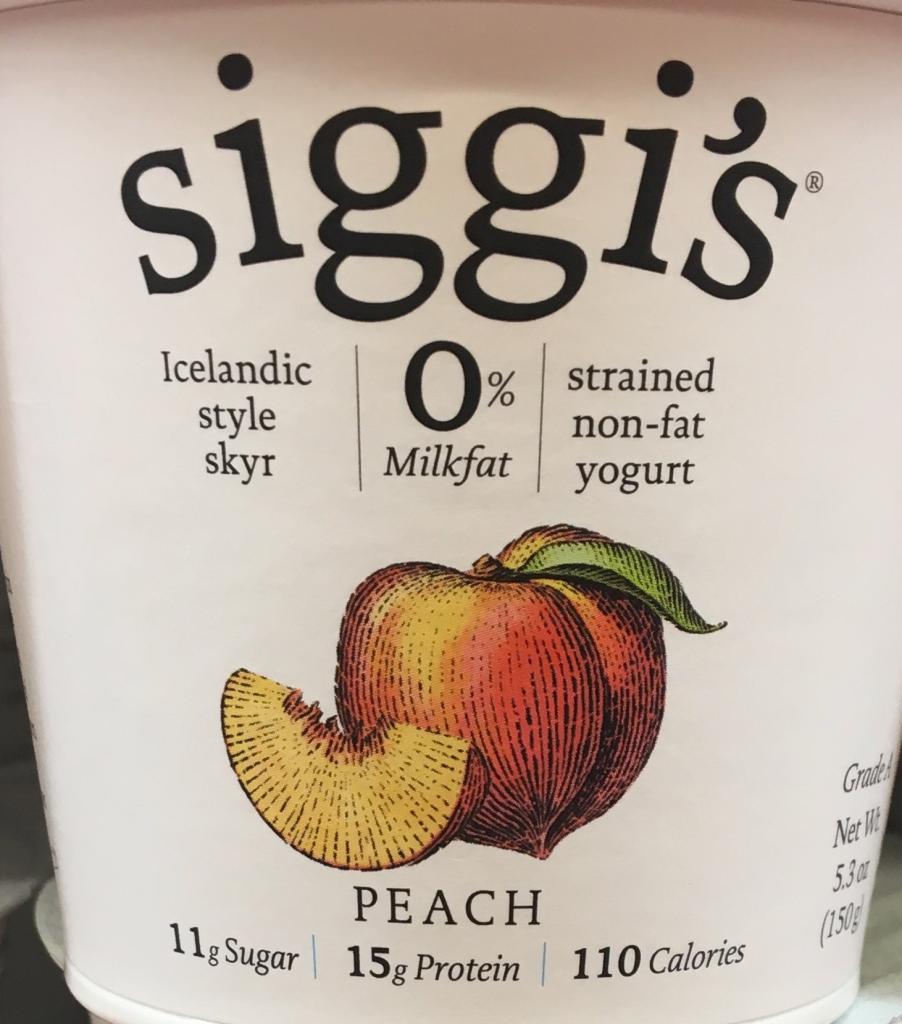 siggi's®
Icelandic
style
skyr
0%
Milkfat
strained
non-fat
yogurt
PEACH
11g Sugar | 15g Protein | 110 Calories
Grade A
Net Wt
5.3 oz
(150g)